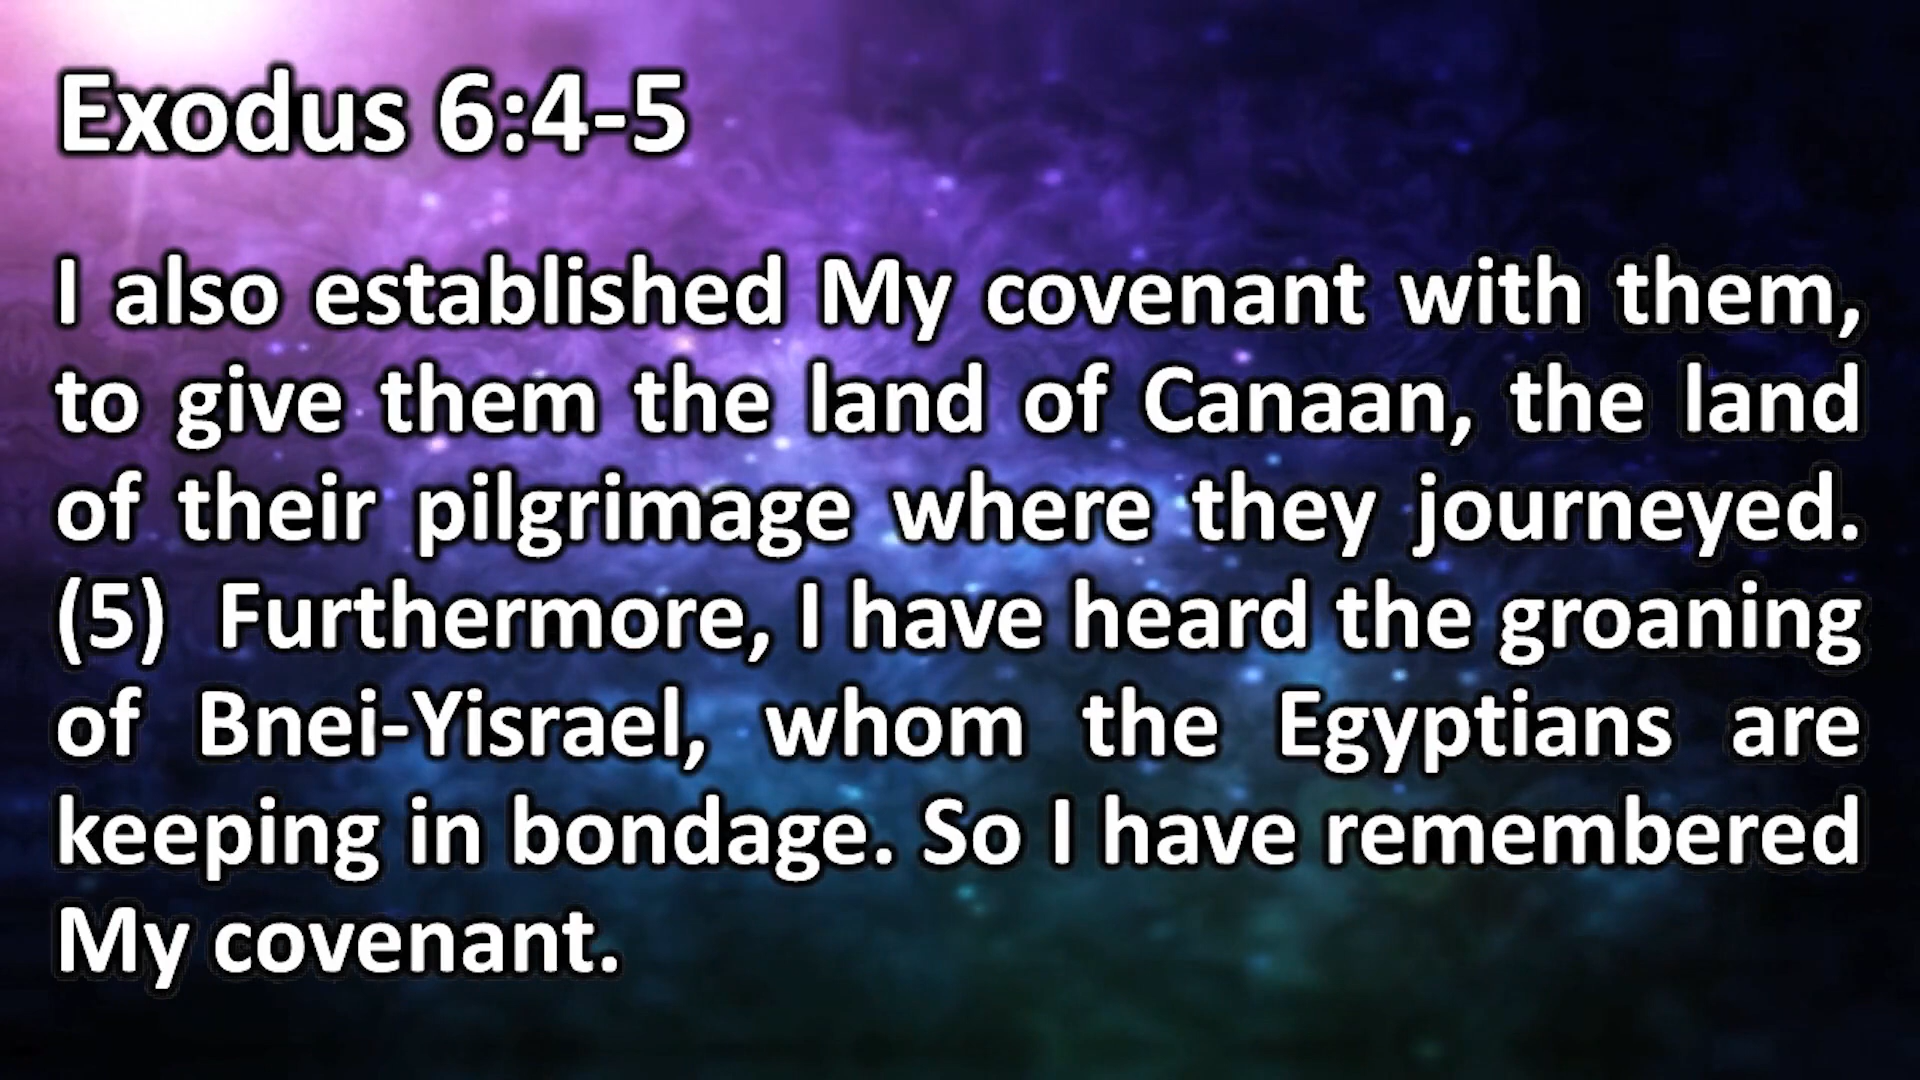 Exodus 6:4-5
I also established My covenant with them,
to give them the land of Canaan, the land
of their pilgrimage where they journeyed.
(5) Furthermore, I have heard the groaning
of Bnei-Yisrael, whom the Egyptians are
keeping in bondage. So I have remembered
My covenant.